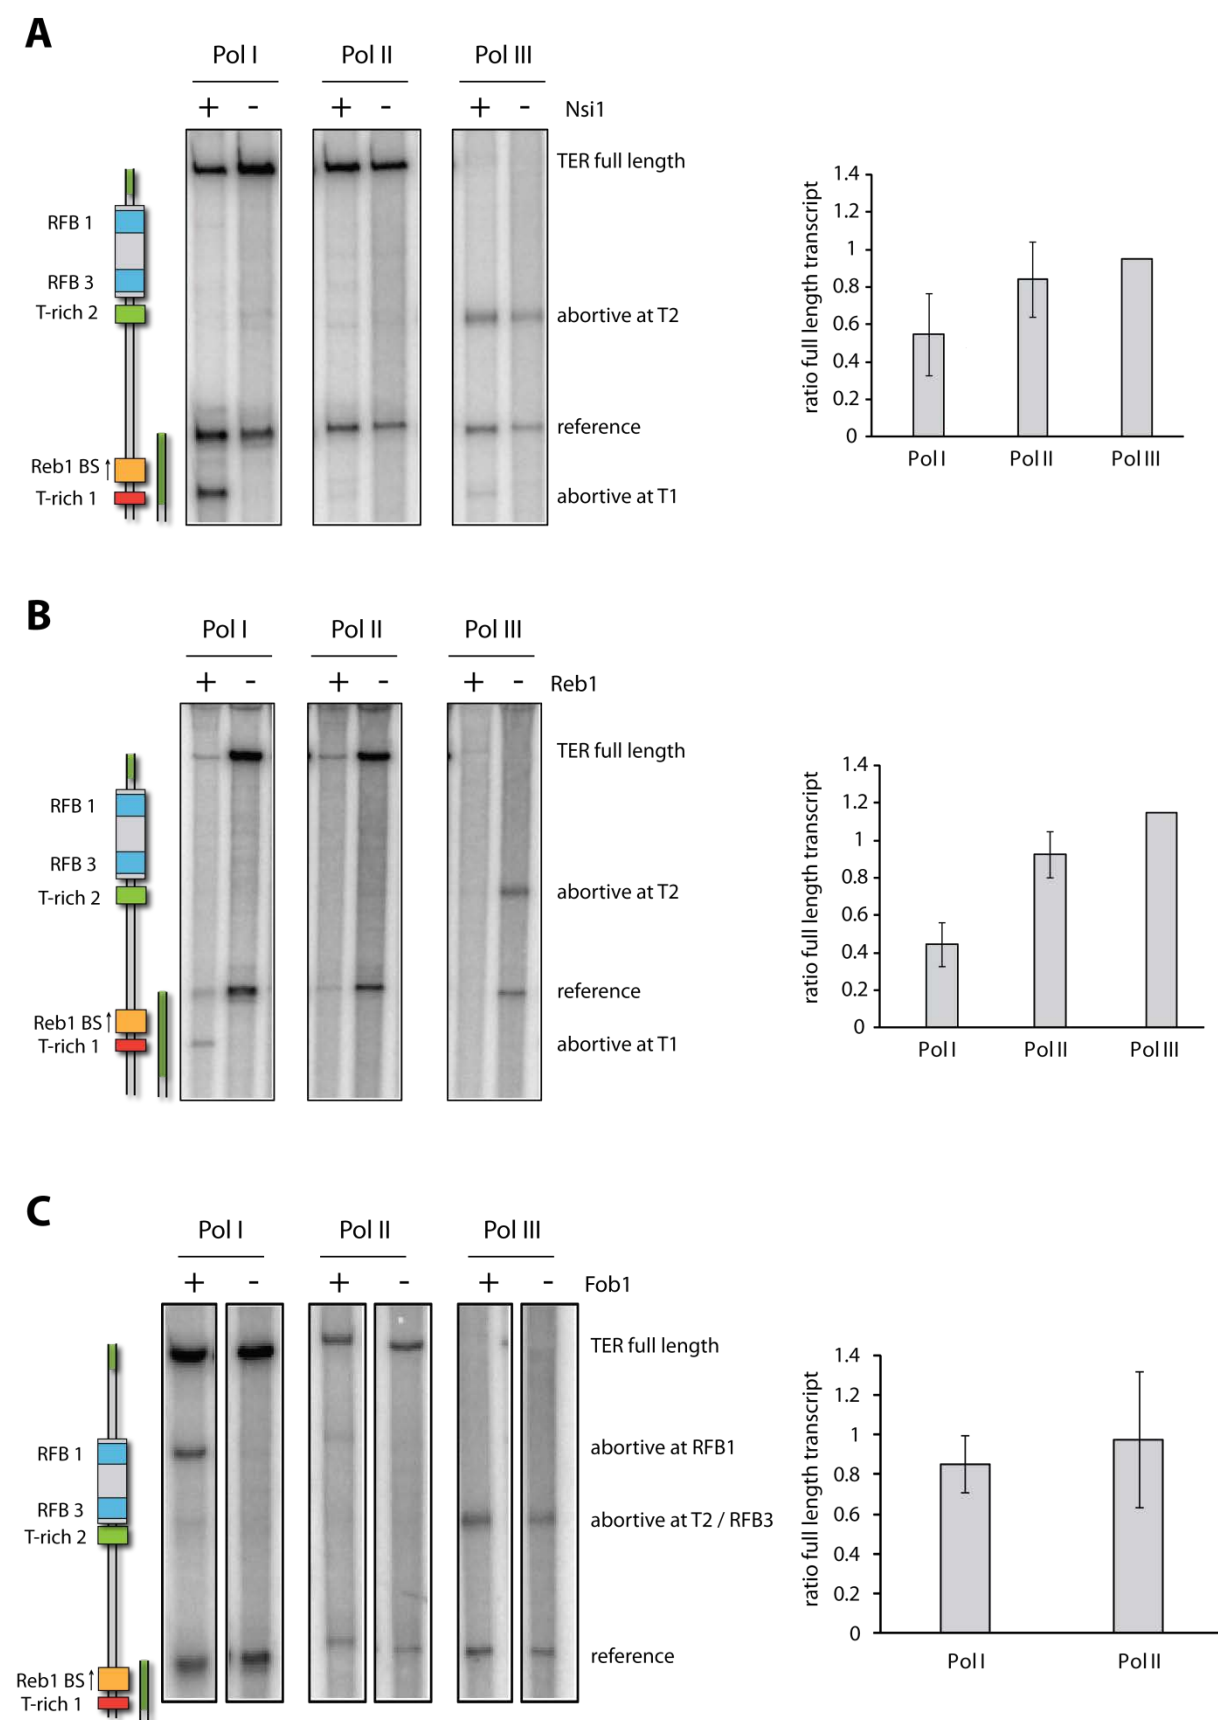 A
Pol I Pol II Pol III
+ - + - + - Nsi1
TER full length
RFB 1
RFB 3
T-rich 2
abortive at T2
reference
Reb1 BS
T-rich 1
abortive at T1
ratio full length transcript
1.4
1.2
1
0.8
0.6
0.4
0.2
0
Pol I Pol II Pol III
B
Pol I Pol II Pol III
+ - + - + - Reb1
TER full length
RFB 1
RFB 3
T-rich 2
abortive at T2
reference
Reb1 BS
T-rich 1
abortive at T1
ratio full length transcript
1.4
1.2
1
0.8
0.6
0.4
0.2
0
Pol I Pol II Pol III
C
Pol I Pol II Pol III
+ - + - + - Fob1
TER full length
RFB 1
abortive at RFB1
RFB 3
T-rich 2
abortive at T2 / RFB3
reference
Reb1 BS
T-rich 1
ratio full length transcript
1.4
1.2
1
0.8
0.6
0.4
0.2
0
Pol I Pol II